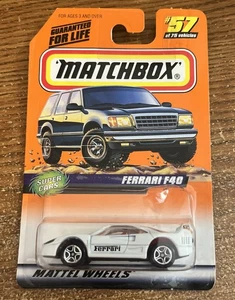 FOR AGES 3 AND OVER
GUARANTEED
FOR LIFE
#57
of 75 vehicles
MATCHBOX
SUPER
CARS
FERRARI F40
Ferrari
MATTEL WHEELS